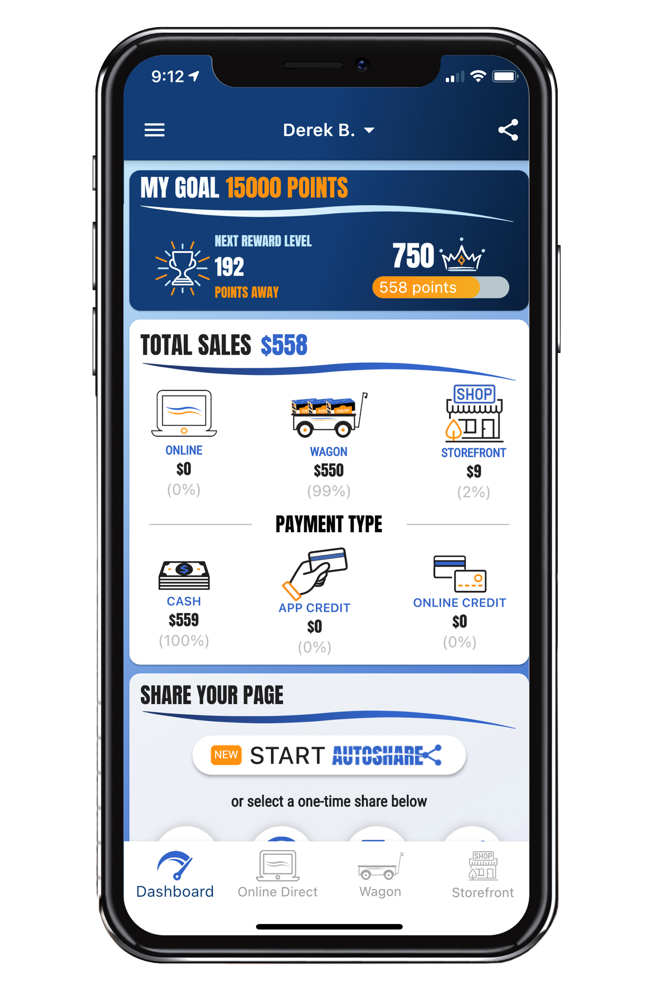 9:12
Derek B.
MY GOAL 15000 POINTS
NEXT REWARD LEVEL
192
POINTS AWAY
750
558 points
TOTAL SALES $558
SHOP
Trail's End
ONLINE
$0
(0%)
WAGON
$550
(99%)
STOREFRONT
$9
(2%)
PAYMENT TYPE
$
CASH
$559
(100%)
APP CREDIT
$0
(0%)
ONLINE CREDIT
$0
(0%)
SHARE YOUR PAGE
NEW START AUTOSHARE
or select a one-time share below
SHOP
Dashboard
Online Direct
Wagon
Storefront